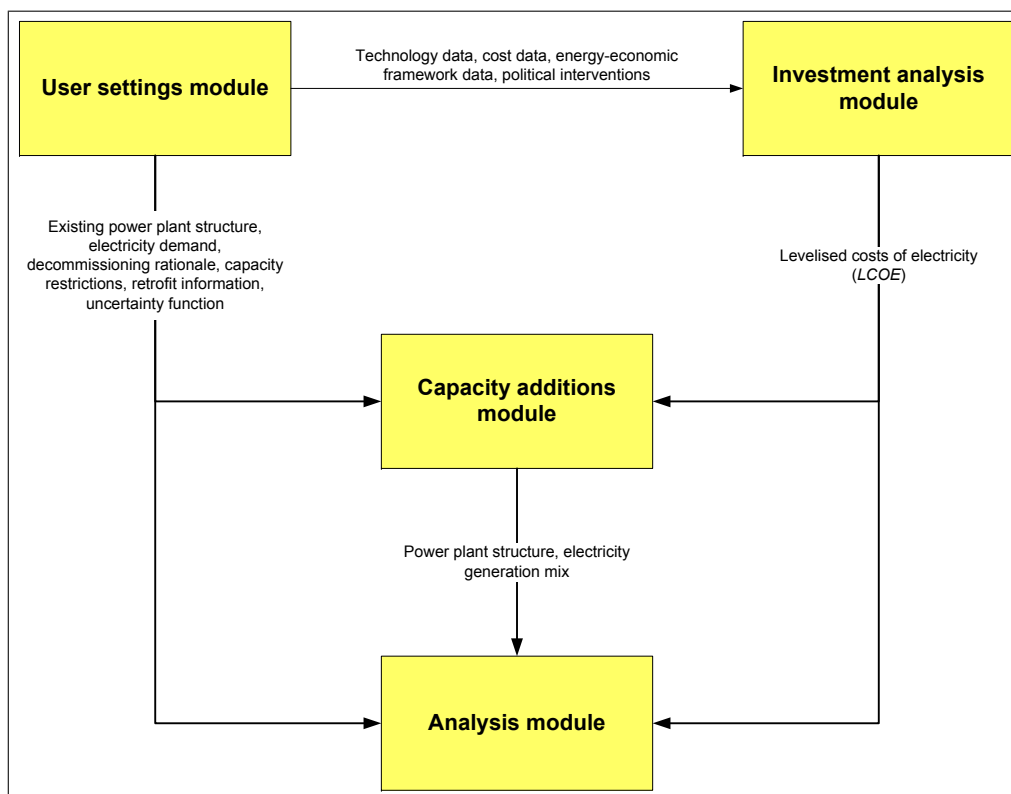 User settings module
Technology data, cost data, energy-economic
framework data, political interventions
Investment analysis
module
Existing power plant structure,
electricity demand,
decommissioning rationale, capacity
restrictions, retrofit information,
uncertainty function
Levelised costs of electricity
(LCOE)
Capacity additions
module
Power plant structure, electricity
generation mix
Analysis module